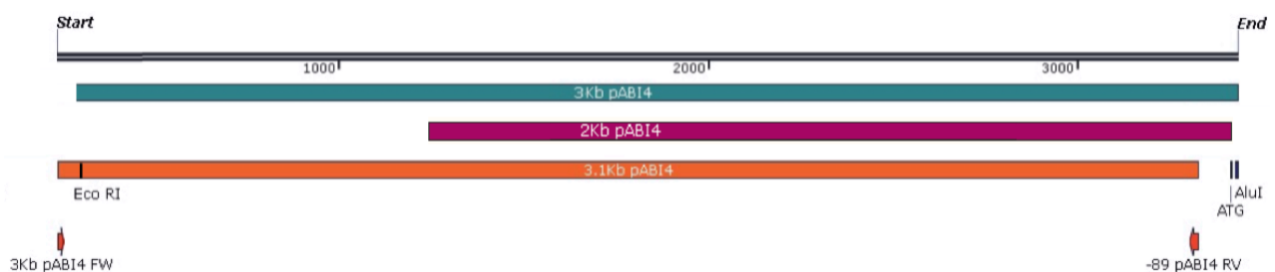 Start End
1000 2000 3000
3Kb pABI4
2Kb pABI4
3.1Kb pABI4
Eco RI AluI
ATG
3Kb pABI4 FW -89 pABI4 RV